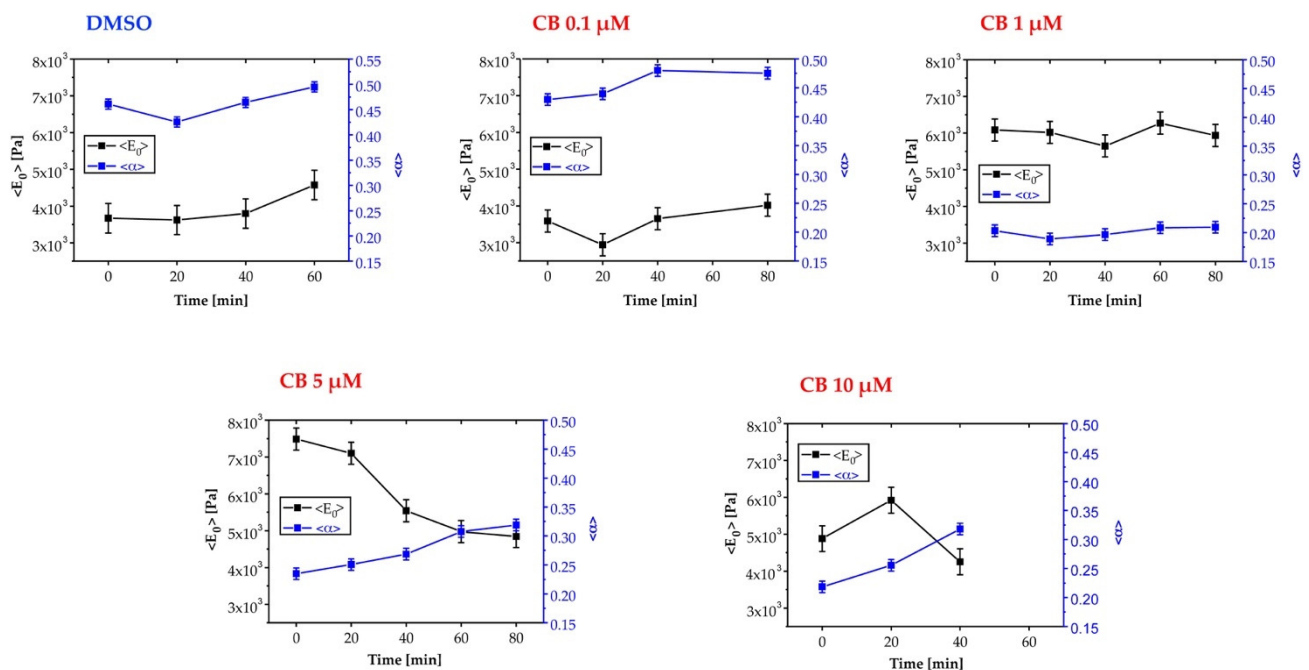 DMSO
8x10³
7x10³
6x10³
5x10³
4x10³
3x10³
<E₀> [Pa]
<E₀>
<α>
0.55
0.50
0.45
0.40
0.35
0.30
0.25
0.20
0.15
<α>
0 20 40 60
Time [min]
CB 0.1 µM
8x10³
7x10³
6x10³
5x10³
4x10³
3x10³
<E₀> [Pa]
<E₀>
<α>
0.50
0.45
0.40
0.35
0.30
0.25
0.20
0.15
<α>
0 20 40 60 80
Time [min]
CB 1 µM
8x10³
7x10³
6x10³
5x10³
4x10³
3x10³
<E₀> [Pa]
<E₀>
<α>
0.50
0.45
0.40
0.35
0.30
0.25
0.20
0.15
<α>
0 20 40 60 80
Time [min]
CB 5 µM
8x10³
7x10³
6x10³
5x10³
4x10³
3x10³
<E₀> [Pa]
<E₀>
<α>
0.50
0.45
0.40
0.35
0.30
0.25
0.20
0.15
<α>
0 20 40 60 80
Time [min]
CB 10 µM
8x10³
7x10³
6x10³
5x10³
4x10³
3x10³
<E₀> [Pa]
<E₀>
<α>
0.50
0.45
0.40
0.35
0.30
0.25
0.20
0.15
<α>
0 20 40 60 80
Time [min]